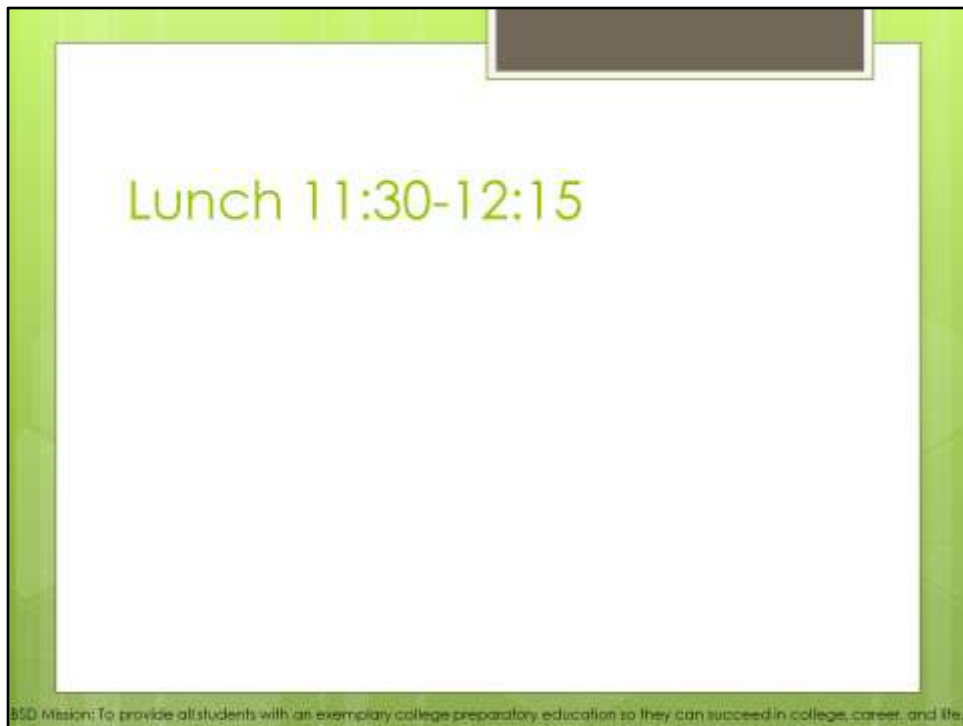 Lunch 11:30-12:15
BSD Mission: To provide all students with an exemplary college preparatory education so they can succeed in college, career, and life